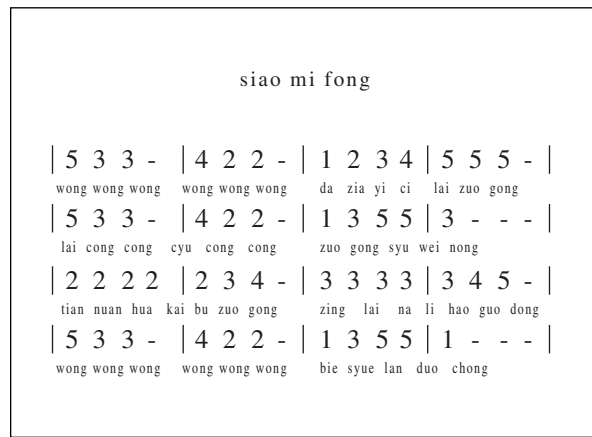 siao mi fong
| 5 3 3 - | 4 2 2 - | 1 2 3 4 | 5 5 5 - |
wong wong wong wong wong wong da zia yi ci lai zuo gong
| 5 3 3 - | 4 2 2 - | 1 3 5 5 | 3 - - - |
lai cong cong cyu cong cong zuo gong syu wei nong
| 2 2 2 2 | 2 3 4 - | 3 3 3 3 | 3 4 5 - |
tian nuan hua kai bu zuo gong zing lai na li hao guo dong
| 5 3 3 - | 4 2 2 - | 1 3 5 5 | 1 - - - |
wong wong wong wong wong wong bie syue lan duo chong